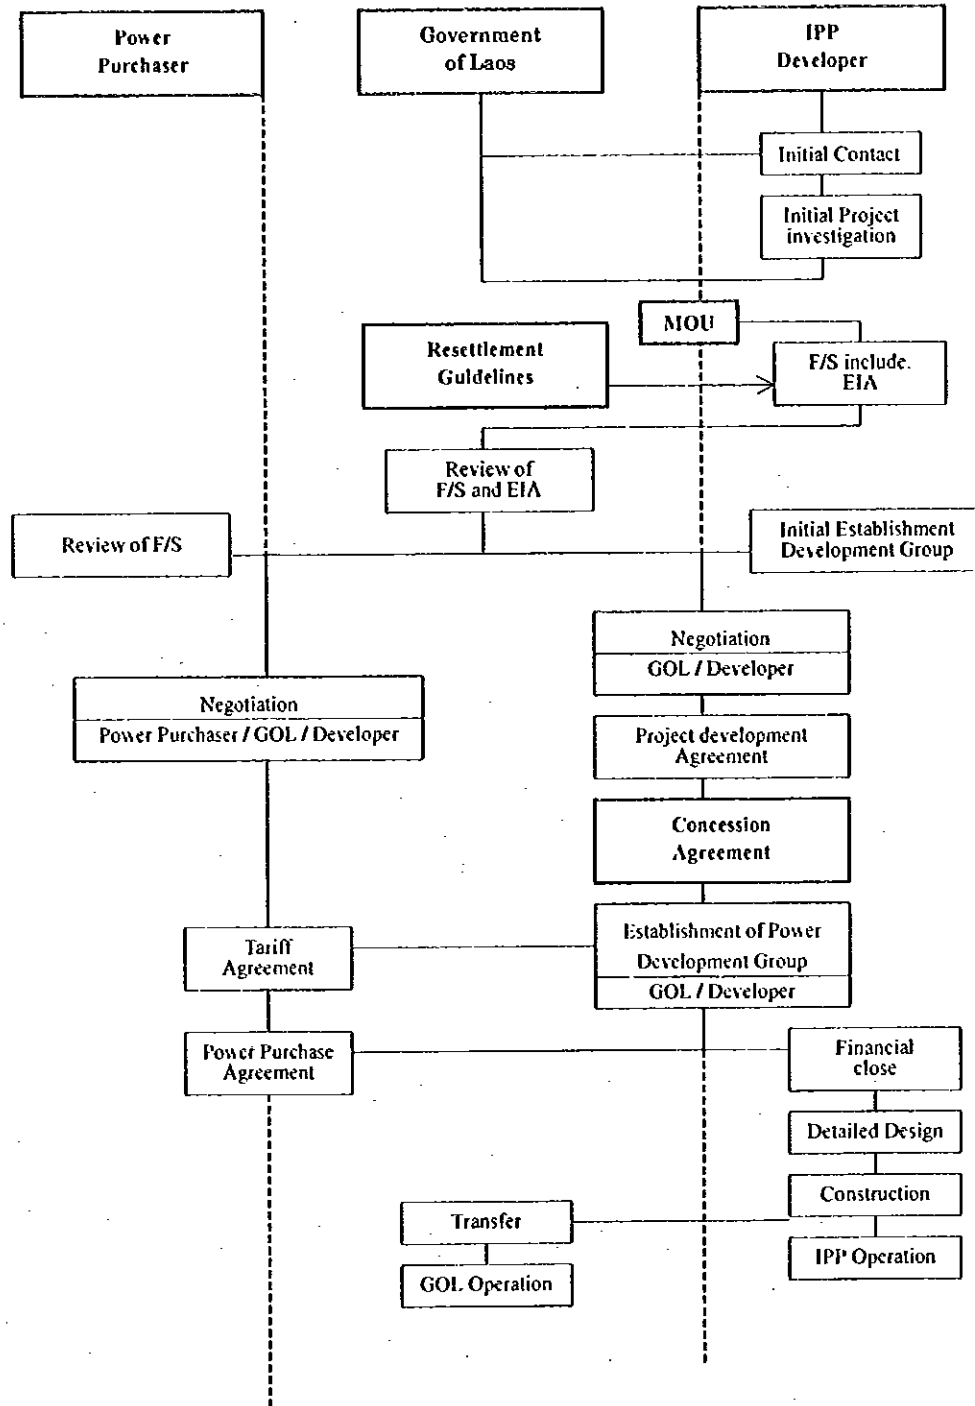 Power
Purchaser
Government
of Laos
IPP
Developer
Initial Contact
Initial Project
investigation
MOU
Resettlement
Guildelines
F/S include.
EIA
Review of
F/S and EIA
Review of F/S
Initial Establishment
Development Group
Negotiation
GOL / Developer
Negotiation
Power Purchaser / GOL / Developer
Project development
Agreement
Concession
Agreement
Tariff
Agreement
Establishment of Power
Development Group
GOL / Developer
Power Purchase
Agreement
Financial
close
Detailed Design
Construction
Transfer
IPP Operation
GOL Operation